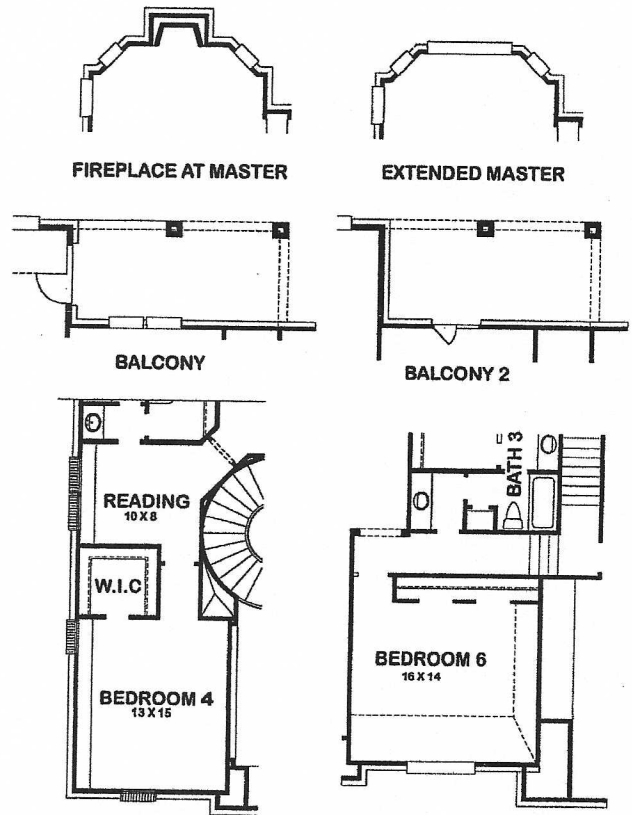 FIREPLACE AT MASTER
EXTENDED MASTER
BALCONY
BALCONY 2
READING
10 X 8
W.I.C
BEDROOM 4
13 X 15
BATH 3
BEDROOM 6
16 X 14